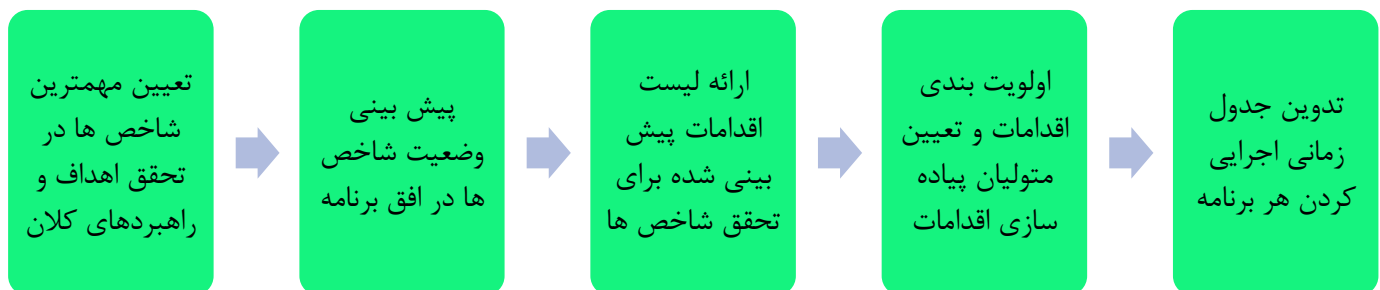 تعیین مهمترین
شاخص ها در
تحقق اهداف و
راهبردهای کلان
پیش بینی
وضعیت شاخص
ها در افق برنامه
ارائه لیست
اقدامات پیش
بینی شده برای
تحقق شاخص ها
اولویت بندی
اقدامات و تعیین
متولیان پیاده
سازی اقدامات
تدوین جدول
زمانی اجرایی
کردن هر برنامه